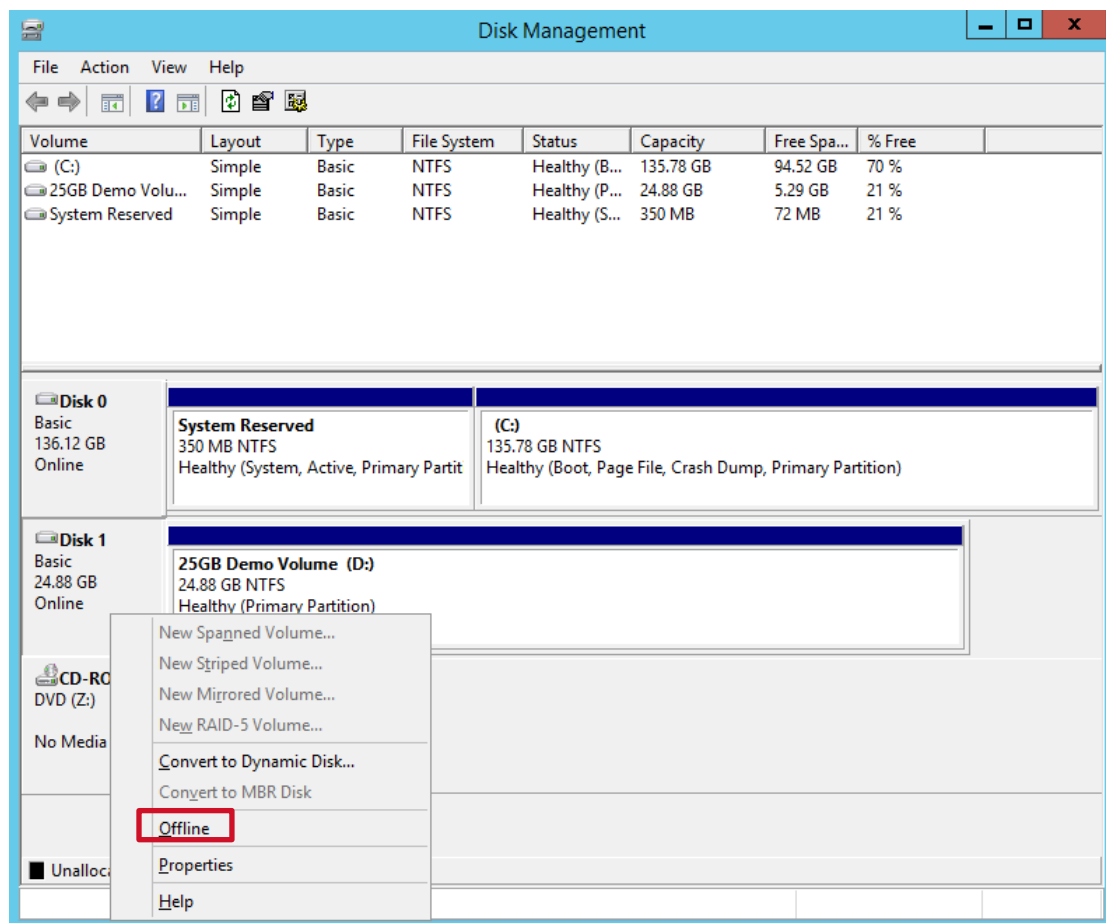 Disk Management
File Action View Help
Volume Layout Type File System Status Capacity Free Spa... % Free
(C:) Simple Basic NTFS Healthy (B... 135.78 GB 94.52 GB 70 %
25GB Demo Volu... Simple Basic NTFS Healthy (P... 24.88 GB 5.29 GB 21 %
System Reserved Simple Basic NTFS Healthy (S... 350 MB 72 MB 21 %
Disk 0
Basic
136.12 GB
Online
System Reserved
350 MB NTFS
Healthy (System, Active, Primary Partit
(C:)
135.78 GB NTFS
Healthy (Boot, Page File, Crash Dump, Primary Partition)
Disk 1
Basic
24.88 GB
Online
25GB Demo Volume (D:)
24.88 GB NTFS
Healthy (Primary Partition)
CD-RO
DVD (Z:)
No Media
New Spanned Volume...
New Striped Volume...
New Mirrored Volume...
New RAID-5 Volume...
Convert to Dynamic Disk...
Convert to MBR Disk
Offline
Properties
Help
Unalloc